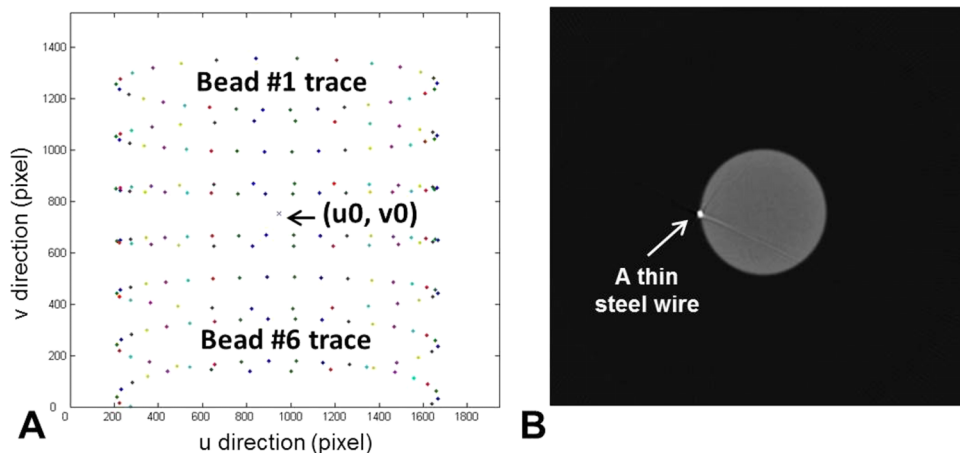 1400
1200
1000
800
600
400
200
0
0 200 400 600 800 1000 1200 1400 1600 1800
v direction (pixel)
u direction (pixel)
Bead #1 trace
(u0, v0)
Bead #6 trace
A
A thin
steel wire
B